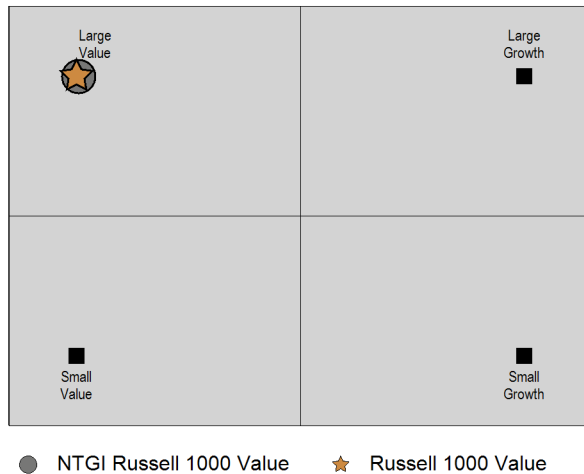 Large
Value
Large
Growth
Small
Value
Small
Growth
NTGI Russell 1000 Value
Russell 1000 Value